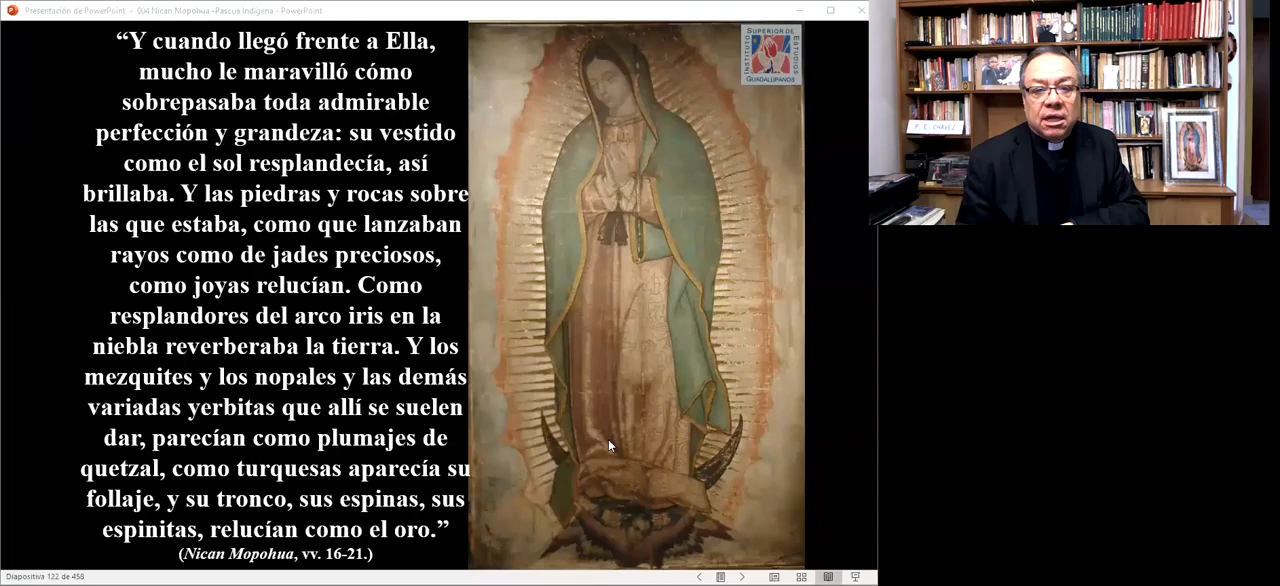 Presentación de PowerPoint - 004 Nican Mopohua -Pascua Indígena - PowerPoint
“Y cuando llegó frente a Ella,
mucho le maravilló cómo
sobrepasaba toda admirable
perfección y grandeza: su vestido
como el sol resplandecía, así
brillaba. Y las piedras y rocas sobre
las que estaba, como que lanzaban
rayos como de jades preciosos,
como joyas relucían. Como
resplandores del arco iris en la
niebla reverberaba la tierra. Y los
mezquites y los nopales y las demás
variadas yerbitas que allí se suelen
dar, parecían como plumajes de
quetzal, como turquesas aparecía su
follaje, y su tronco, sus espinas, sus
espinitas, relucían como el oro.”
(Nican Mopohua, vv. 16-21.)
INSTITUTO
SUPERIOR DE
ESTUDIOS
GUADALUPANOS
P. E. CHÁVEZ
Diapositiva 122 de 458